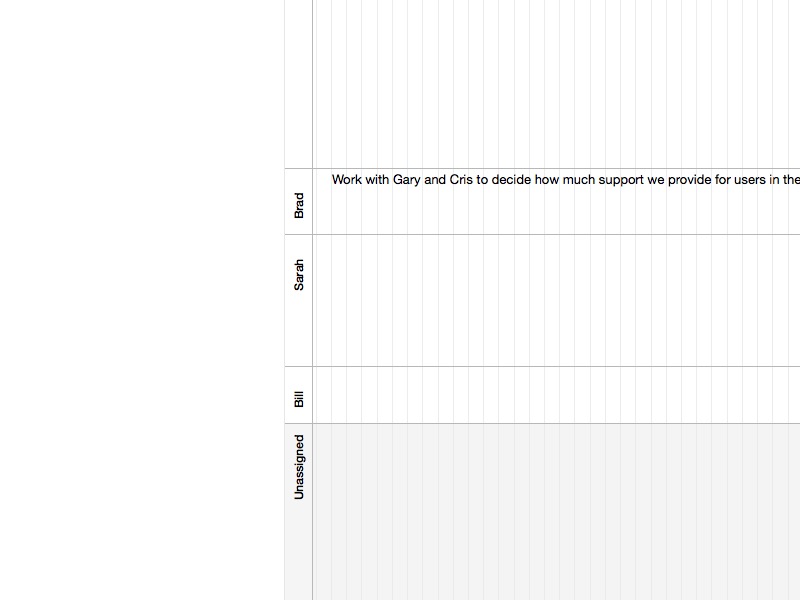 Work with Gary and Cris to decide how much support we provide for users in the
Brad
Sarah
Bill
Unassigned